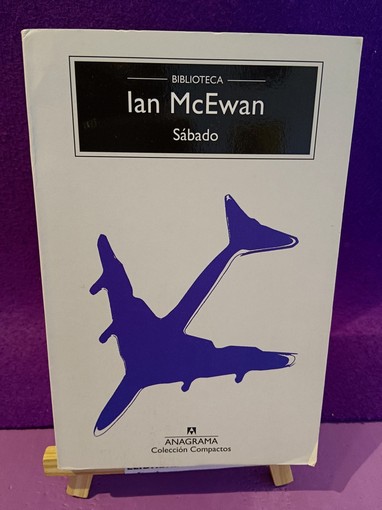 BIBLIOTECA
Ian McEwan
Sábado
ANAGRAMA
Colección Compactos